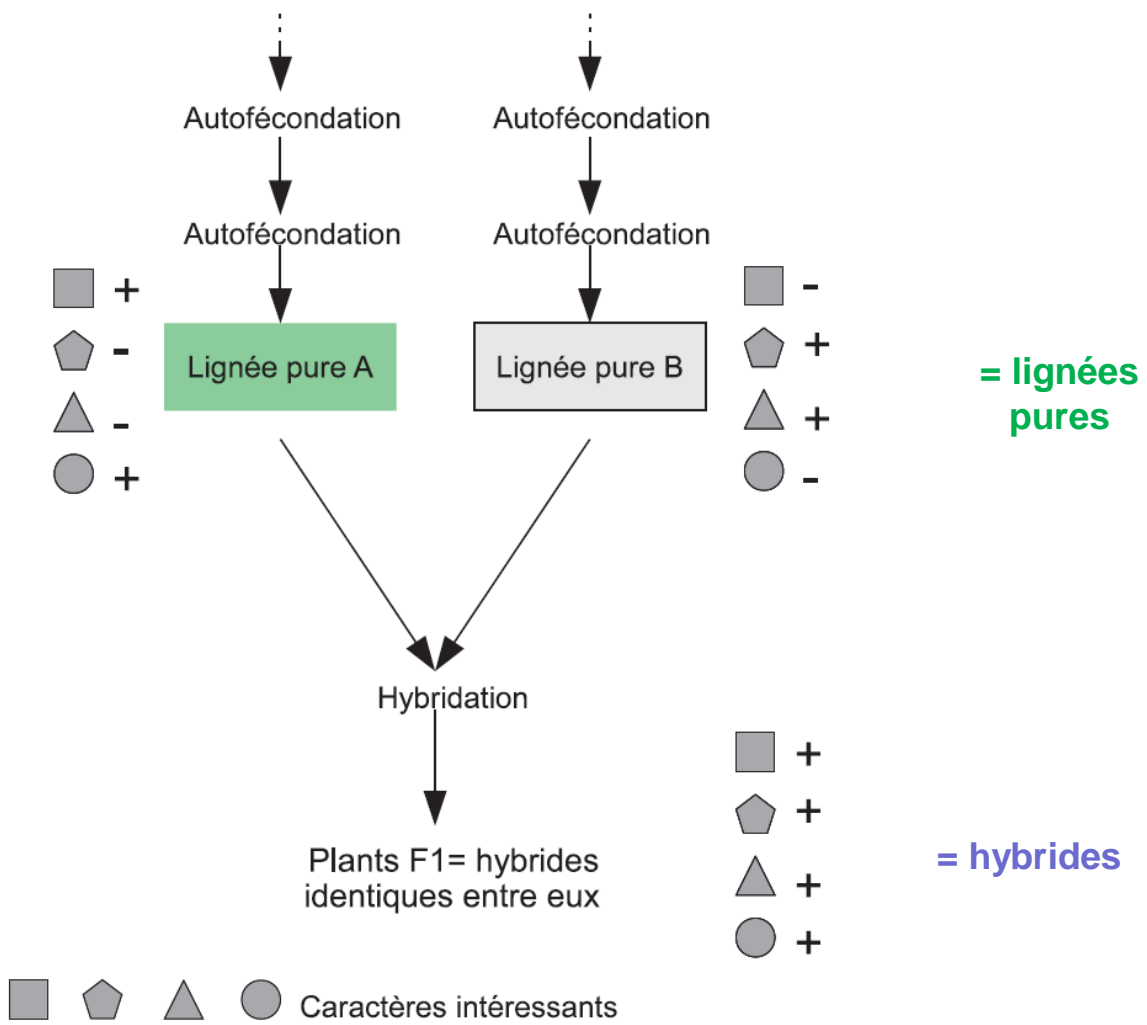 Autofécondation Autofécondation
Autofécondation Autofécondation
+ -
- +
Lignée pure A Lignée pure B
= lignées
pures
- +
+ -
Hybridation
+
+
Plants F1= hybrides
identiques entre eux
= hybrides
+
+
Caractères intéressants